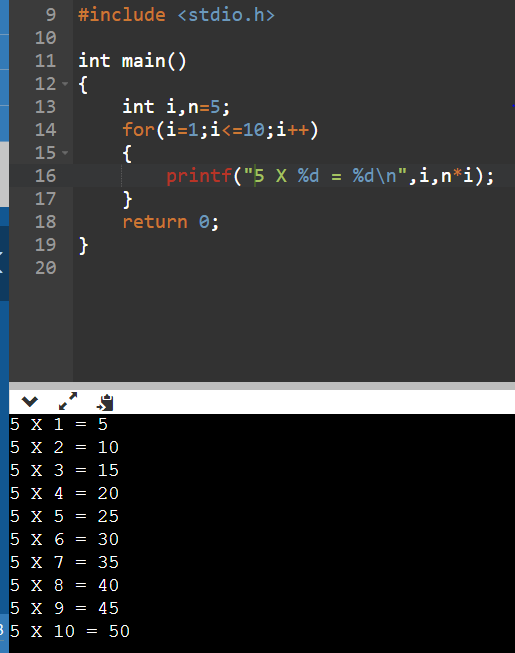 9 #include <stdio.h>
10
11 int main()
12 {
13     int i,n=5;
14     for(i=1;i<=10;i++)
15     {
16         printf("5 X %d = %d\n",i,n*i);
17     }
18     return 0;
19 }
20
5 X 1 = 5
5 X 2 = 10
5 X 3 = 15
5 X 4 = 20
5 X 5 = 25
5 X 6 = 30
5 X 7 = 35
5 X 8 = 40
5 X 9 = 45
5 X 10 = 50